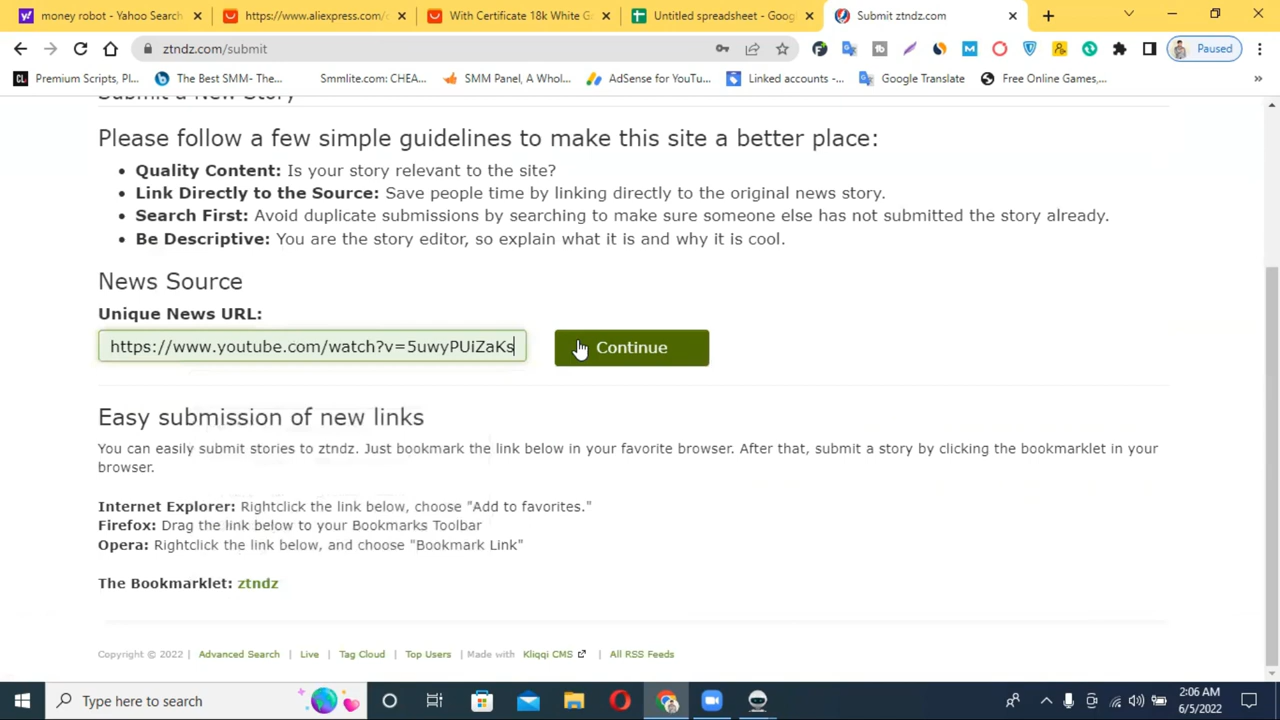 money robot - Yahoo Search
https://www.aliexpress.com/
With Certificate 18k White G
Untitled spreadsheet - Goog
Submit ztndz.com
ztndz.com/submit
Paused
Premium Scripts, Pl...
The Best SMM- The...
Smmlite.com: CHEA...
SMM Panel, A Whol...
AdSense for YouTu...
Linked accounts -...
Google Translate
Free Online Games,...
Submit a New Story
Please follow a few simple guidelines to make this site a better place:
• Quality Content: Is your story relevant to the site?
• Link Directly to the Source: Save people time by linking directly to the original news story.
• Search First: Avoid duplicate submissions by searching to make sure someone else has not submitted the story already.
• Be Descriptive: You are the story editor, so explain what it is and why it is cool.
News Source
Unique News URL:
https://www.youtube.com/watch?v=5uwyPUiZaKs
Continue
Easy submission of new links
You can easily submit stories to ztndz. Just bookmark the link below in your favorite browser. After that, submit a story by clicking the bookmarklet in your
browser.
Internet Explorer: Rightclick the link below, choose "Add to favorites."
Firefox: Drag the link below to your Bookmarks Toolbar
Opera: Rightclick the link below, and choose "Bookmark Link"
The Bookmarklet: ztndz
Copyright © 2022 | Advanced Search | Live | Tag Cloud | Top Users | Made with Kliqqi CMS | All RSS Feeds
Type here to search
2:06 AM
6/5/2022